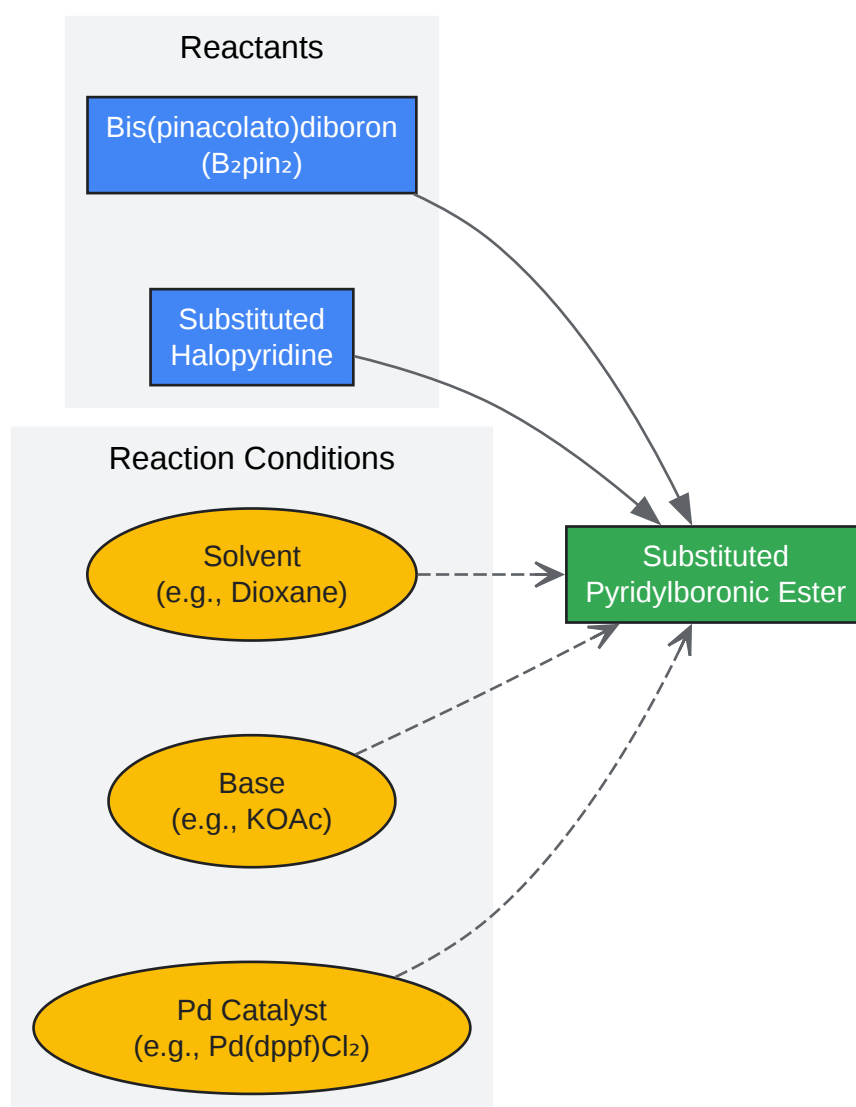 Reactants
Bis(pinacolato)diboron
(B₂pin₂)
Substituted
Halopyridine
Reaction Conditions
Solvent
(e.g., Dioxane)
Substituted
Pyridylboronic Ester
Base
(e.g., KOAc)
Pd Catalyst
(e.g., Pd(dppf)Cl₂)